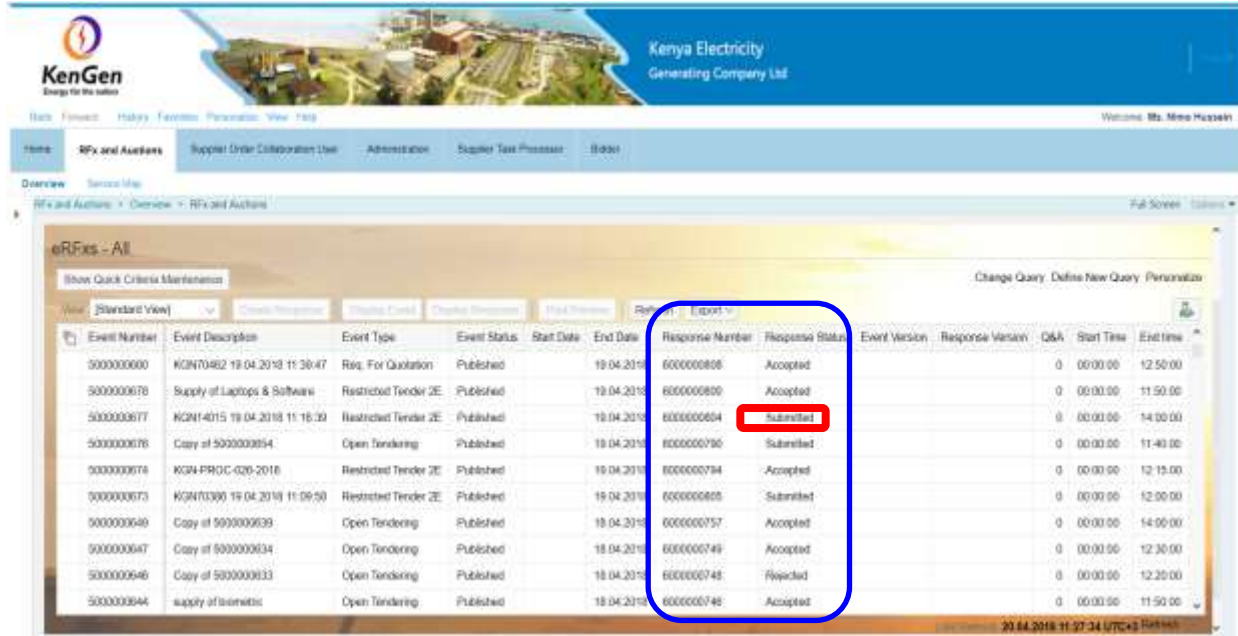 KenGen
Energy for the nation
Kenya Electricity
Generating Company Ltd
Back Forward History Favorites Personalize View Help
Welcome Ms. Nimo Hussein
Home RFx and Auctions Supplier Order Collaboration User Administration Supplier Task Processor Bidder
Overview Service Map
RFx and Auctions Overview RFx and Auctions
Full Screen Options
eRFxs - All
Show Quick Criteria Maintenance
Change Query Define New Query Personalize
View [Standard View] Create Response Display Event Display Response Print Preview Refresh Export
Event Number Event Description Event Type Event Status Start Date End Date Response Number Response Status Event Version Response Version Q&A Start Time End time
Req. For Quotation Published 19.04.2018 6000000808 Accepted 0 00:00:00 12:50:00
5000000678 Supply of Laptops & Software Restricted Tender 2E Published 19.04.2018 6000000800 Accepted 0 00:00:00 11:50:00
5000000677 KGN14015 19.04.2018 11:16:39 Restricted Tender 2E Published 19.04.2018 6000000804 Submitted 0 00:00:00 14:00:00
5000000676 Copy of 5000000654 Open Tendering Published 19.04.2018 6000000790 Submitted 0 00:00:00 11:40:00
5000000674 KGN-PROC-026-2018 Restricted Tender 2E Published 19.04.2018 6000000794 Accepted 0 00:00:00 12:15:00
5000000673 KGN70386 19.04.2018 11:09:50 Restricted Tender 2E Published 19.04.2018 6000000805 Submitted 0 00:00:00 12:00:00
5000000649 Copy of 5000000639 Open Tendering Published 18.04.2018 6000000757 Accepted 0 00:00:00 14:00:00
5000000647 Copy of 5000000634 Open Tendering Published 18.04.2018 6000000749 Accepted 0 00:00:00 12:30:00
5000000646 Copy of 5000000633 Open Tendering Published 18.04.2018 6000000748 Rejected 0 00:00:00 12:20:00
5000000644 supply of biometric Open Tendering Published 18.04.2018 6000000746 Accepted 0 00:00:00 11:50:00
20.04.2018 11:27:34 UTC+3 Refresh